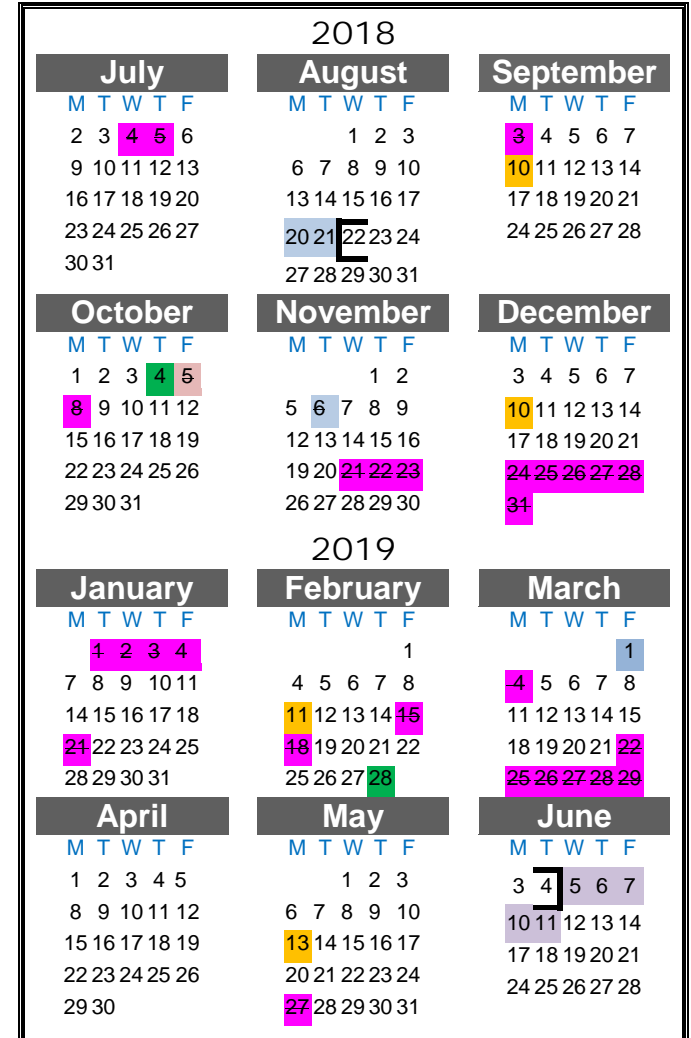 2018
July August September
M T W T F M T W T F M T W T F
2 3 4 5 6 1 2 3 3 4 5 6 7
9 10 11 12 13 6 7 8 9 10 10 11 12 13 14
16 17 18 19 20 13 14 15 16 17 17 18 19 20 21
23 24 25 26 27 20 21 22 23 24 24 25 26 27 28
30 31 27 28 29 30 31
October November December
M T W T F M T W T F M T W T F
1 2 3 4 5 1 2 3 4 5 6 7
8 9 10 11 12 5 6 7 8 9 10 11 12 13 14
15 16 17 18 19 12 13 14 15 16 17 18 19 20 21
22 23 24 25 26 19 20 21 22 23 24 25 26 27 28
29 30 31 26 27 28 29 30 31
2019
January February March
M T W T F M T W T F M T W T F
1 2 3 4 1 1
7 8 9 10 11 4 5 6 7 8 4 5 6 7 8
14 15 16 17 18 11 12 13 14 15 11 12 13 14 15
21 22 23 24 25 18 19 20 21 22 18 19 20 21 22
28 29 30 31 25 26 27 28 25 26 27 28 29
April May June
M T W T F M T W T F M T W T F
1 2 3 4 5 1 2 3 3 4 5 6 7
8 9 10 11 12 6 7 8 9 10 10 11 12 13 14
15 16 17 18 19 13 14 15 16 17 17 18 19 20 21
22 23 24 25 26 20 21 22 23 24 24 25 26 27 28
29 30 27 28 29 30 31